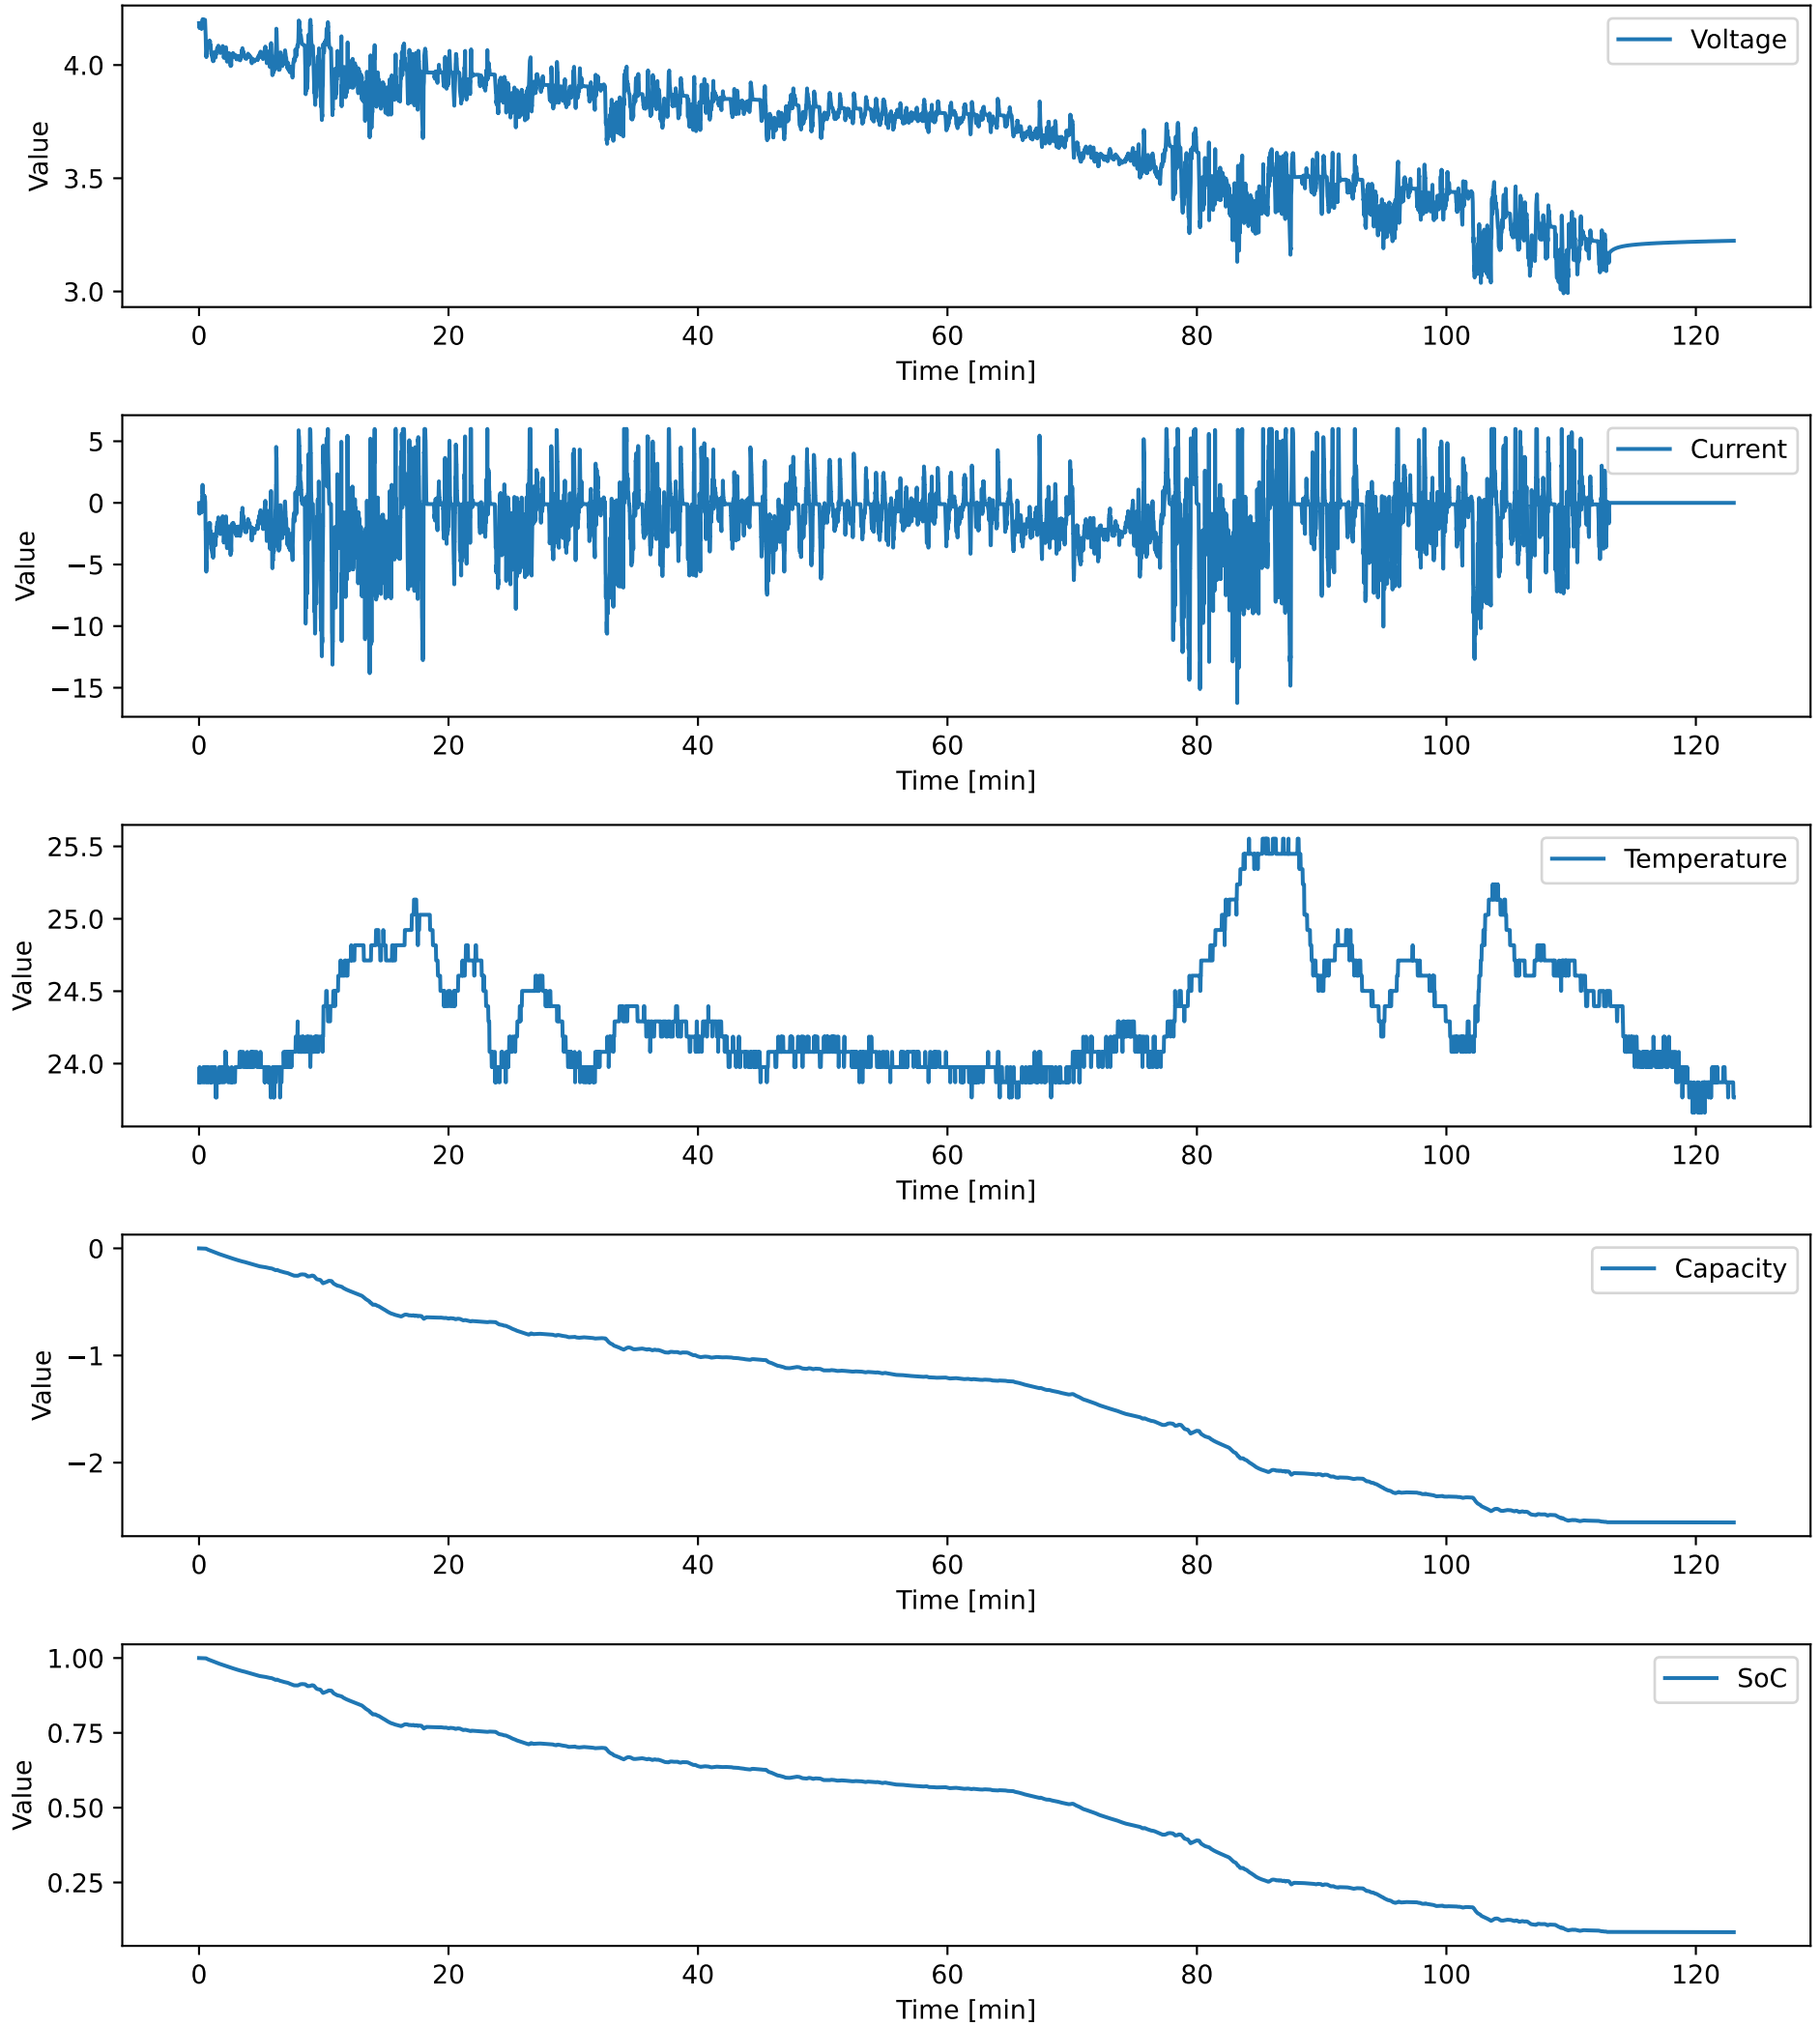 Voltage
4.0
3.5
3.0
Value
0 20 40 60 80 100 120
Time [min]
Current
5
0
−5
−10
−15
Value
0 20 40 60 80 100 120
Time [min]
Temperature
25.5
25.0
24.5
24.0
Value
0 20 40 60 80 100 120
Time [min]
Capacity
0
−1
−2
Value
0 20 40 60 80 100 120
Time [min]
SoC
1.00
0.75
0.50
0.25
Value
0 20 40 60 80 100 120
Time [min]